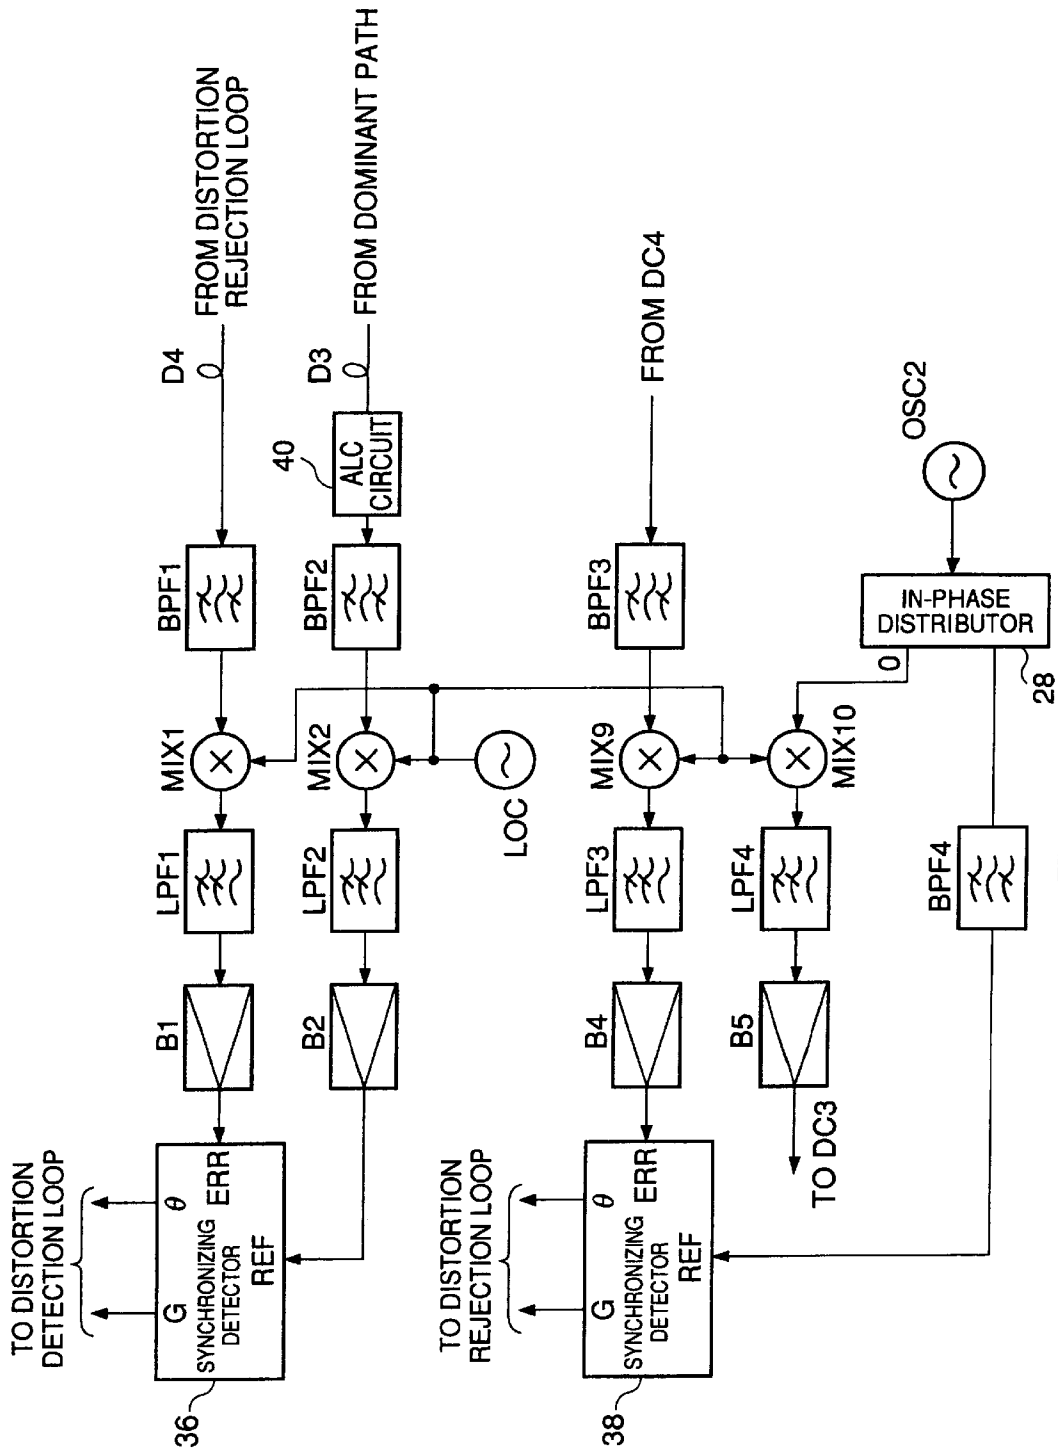 FROM DISTORTION
REJECTION LOOP
D4
BPF1
MIX1
LPF1
B1
TO DISTORTION
DETECTION LOOP
θ
G
ERR
SYNCHRONIZING
DETECTOR
REF
36
FROM DOMINANT PATH
D3
40
ALC
CIRCUIT
BPF2
MIX2
LPF2
B2
LOC
FROM DC4
BPF3
MIX9
LPF3
B4
TO DISTORTION
REJECTION LOOP
θ
G
ERR
SYNCHRONIZING
DETECTOR
REF
38
OSC2
IN-PHASE
DISTRIBUTOR
0
28
MIX10
LPF4
B5
TO DC3
BPF4